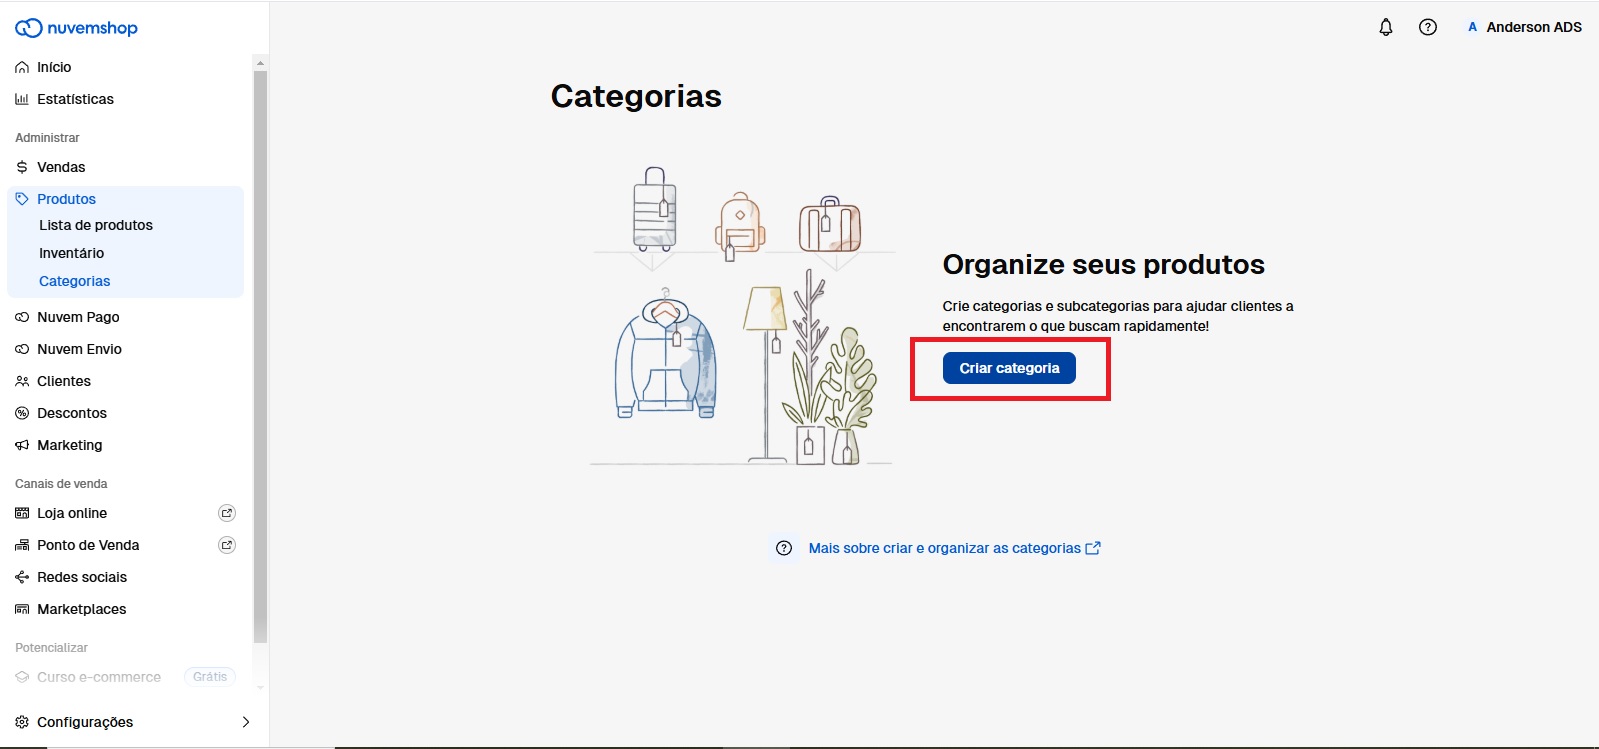 nuvemshop
Início
Estatísticas
Administrar
Vendas
Produtos
Lista de produtos
Inventário
Categorias
Nuvem Pago
Nuvem Envio
Clientes
Descontos
Marketing
Canais de venda
Loja online
Ponto de Venda
Redes sociais
Marketplaces
Potencializar
Curso e-commerce Grátis
Configurações
A Anderson ADS
Categorias
Organize seus produtos
Crie categorias e subcategorias para ajudar clientes a
encontrarem o que buscam rapidamente!
Criar categoria
Mais sobre criar e organizar as categorias